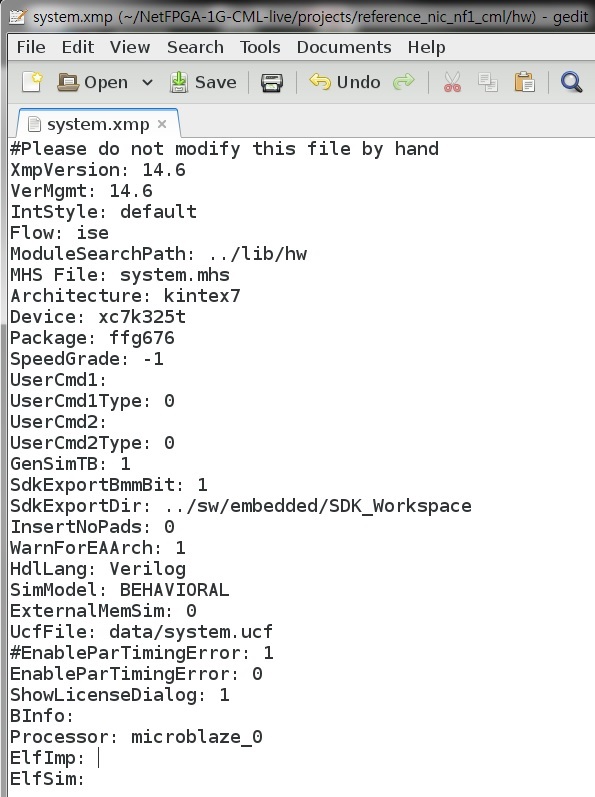 system.xmp (~/NetFPGA-1G-CML-live/projects/reference_nic_nf1_cml/hw) - gedit
File Edit View Search Tools Documents Help
Open Save Undo
system.xmp ×
#Please do not modify this file by hand
XmpVersion: 14.6
VerMgmt: 14.6
IntStyle: default
Flow: ise
ModuleSearchPath: ../lib/hw
MHS File: system.mhs
Architecture: kintex7
Device: xc7k325t
Package: ffg676
SpeedGrade: -1
UserCmd1:
UserCmd1Type: 0
UserCmd2:
UserCmd2Type: 0
GenSimTB: 1
SdkExportBmmBit: 1
SdkExportDir: ../sw/embedded/SDK_Workspace
InsertNoPads: 0
WarnForEAArch: 1
HdlLang: Verilog
SimModel: BEHAVIORAL
ExternalMemSim: 0
UcfFile: data/system.ucf
#EnableParTimingError: 1
EnableParTimingError: 0
ShowLicenseDialog: 1
BInfo:
Processor: microblaze_0
ElfImp:
ElfSim: